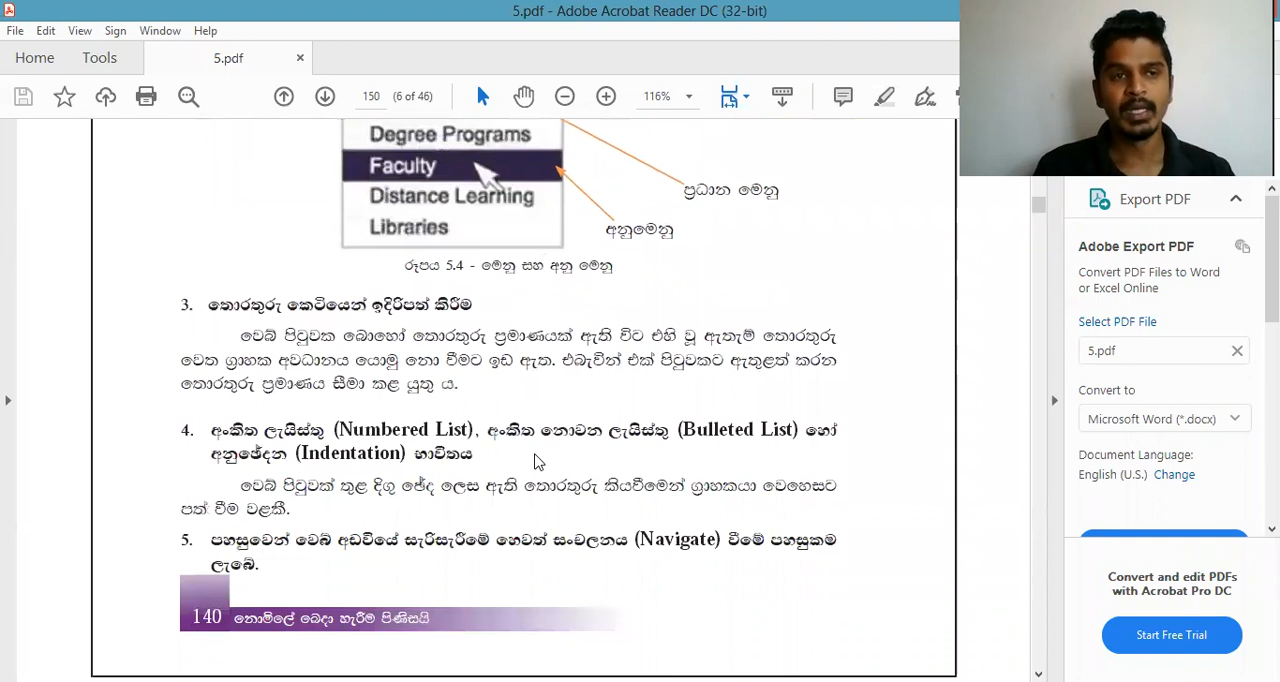 5.pdf - Adobe Acrobat Reader DC (32-bit)
File Edit View Sign Window Help
Home Tools 5.pdf ×
150 (6 of 46) 116%
Degree Programs
Faculty
Distance Learning
Libraries
ප්‍රධාන මෙනු
අනුමෙනු
රූපය 5.4 - මෙනු සහ අනු මෙනු
3. තොරතුරු කෙටියෙන් ඉදිරිපත් කිරීම
වෙබ් පිටුවක බොහෝ තොරතුරු ප්‍රමාණයක් ඇති විට එහි වූ ඇතැම් තොරතුරු
වෙත ග්‍රාහක අවධානය යොමු නො වීමට ඉඩ ඇත. එබැවින් එක් පිටුවකට ඇතුළත් කරන
තොරතුරු ප්‍රමාණය සීමා කළ යුතු ය.
4. අංකිත ලැයිස්තු (Numbered List), අංකිත නොවන ලැයිස්තු (Bulleted List) හෝ
අනුඡේදන (Indentation) භාවිතය
වෙබ් පිටුවක් තුළ දිගු ඡේද ලෙස ඇති තොරතුරු කියවීමෙන් ග්‍රාහකයා වෙහෙසට
පත් වීම වළකී.
5. පහසුවෙන් වෙබ් අඩවියේ සැරිසැරීමේ හෙවත් සංචලනය (Navigate) වීමේ පහසුකම
ලැබේ.
140 නොමිලේ බෙදා හැරීම පිණිසයි
Export PDF
Adobe Export PDF
Convert PDF Files to Word
or Excel Online
Select PDF File
5.pdf
Convert to
Microsoft Word (*.docx)
Document Language:
English (U.S.) Change
Convert and edit PDFs
with Acrobat Pro DC
Start Free Trial